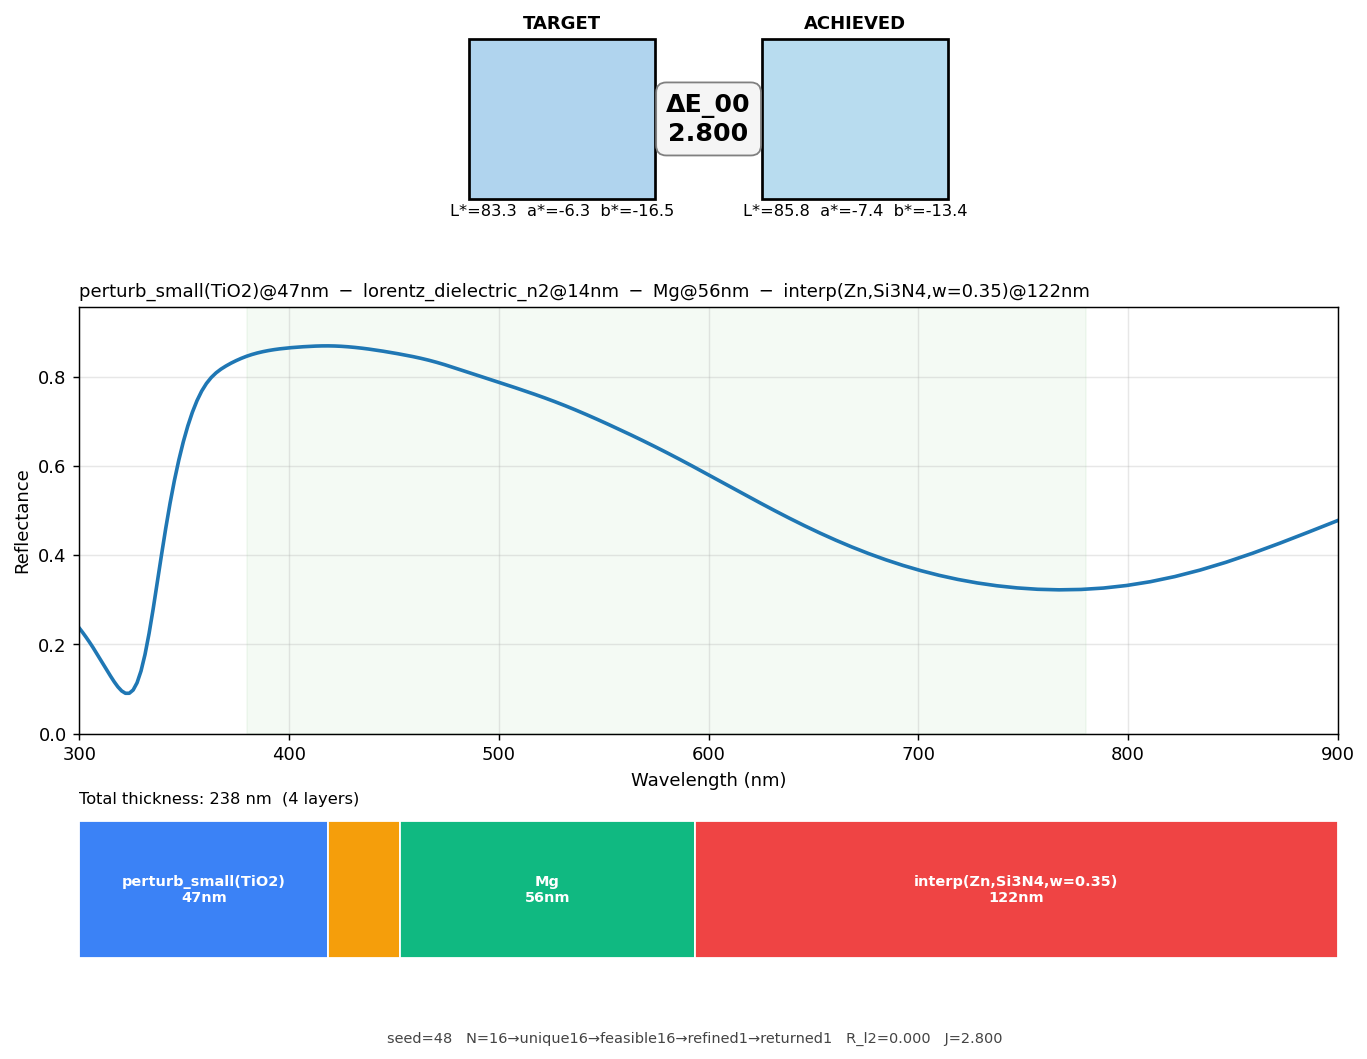 TARGET
ACHIEVED
ΔE_00
2.800
L*=83.3  a*=-6.3  b*=-16.5
L*=85.8  a*=-7.4  b*=-13.4
perturb_small(TiO2)@47nm − lorentz_dielectric_n2@14nm − Mg@56nm − interp(Zn,Si3N4,w=0.35)@122nm
Reflectance
0.8
0.6
0.4
0.2
0.0
300 400 500 600 700 800 900
Wavelength (nm)
Total thickness: 238 nm  (4 layers)
perturb_small(TiO2)
47nm
Mg
56nm
interp(Zn,Si3N4,w=0.35)
122nm
seed=48   N=16→unique16→feasible16→refined1→returned1   R_l2=0.000   J=2.800